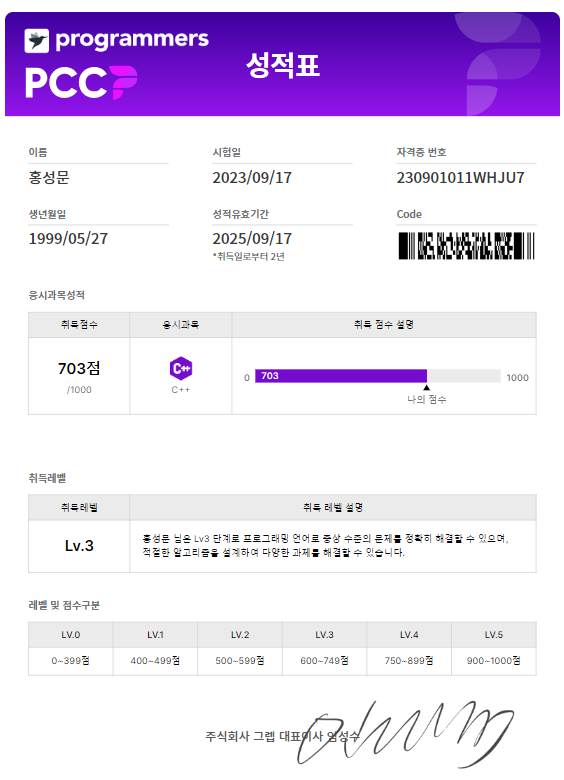 programmers
PCCP
성적표
이름
시험일
자격증 번호
홍성문
2023/09/17
230901011WHJU7
생년월일
성적유효기간
Code
1999/05/27
2025/09/17
*취득일로부터 2년
응시과목성적
취득점수
응시과목
취득 점수 설명
703점
/1000
C++
C++
0
703
1000
나의 점수
취득레벨
취득레벨
취득 레벨 설명
Lv.3
홍성문 님은 Lv3 단계로 프로그래밍 언어로 중상 수준의 문제를 정확히 해결할 수 있으며,
적절한 알고리즘을 설계하여 다양한 과제를 해결할 수 있습니다.
레벨 및 점수구분
LV.0 LV.1 LV.2 LV.3 LV.4 LV.5
0~399점 400~499점 500~599점 600~749점 750~899점 900~1000점
주식회사 그렙 대표이사 임성수